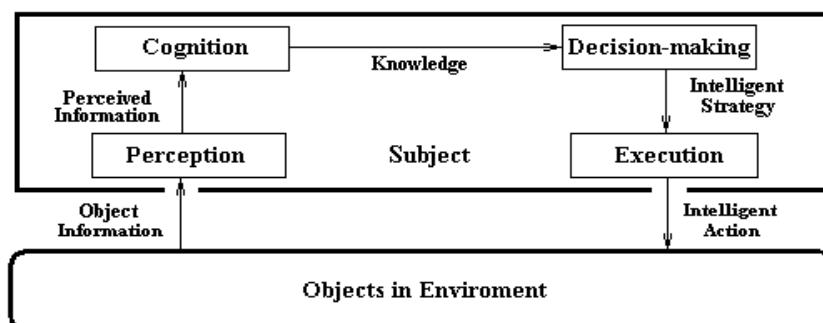 Cognition
Decision-making
Knowledge
Perceived
Information
Intelligent
Strategy
Perception
Subject
Execution
Object
Information
Intelligent
Action
Objects in Enviroment